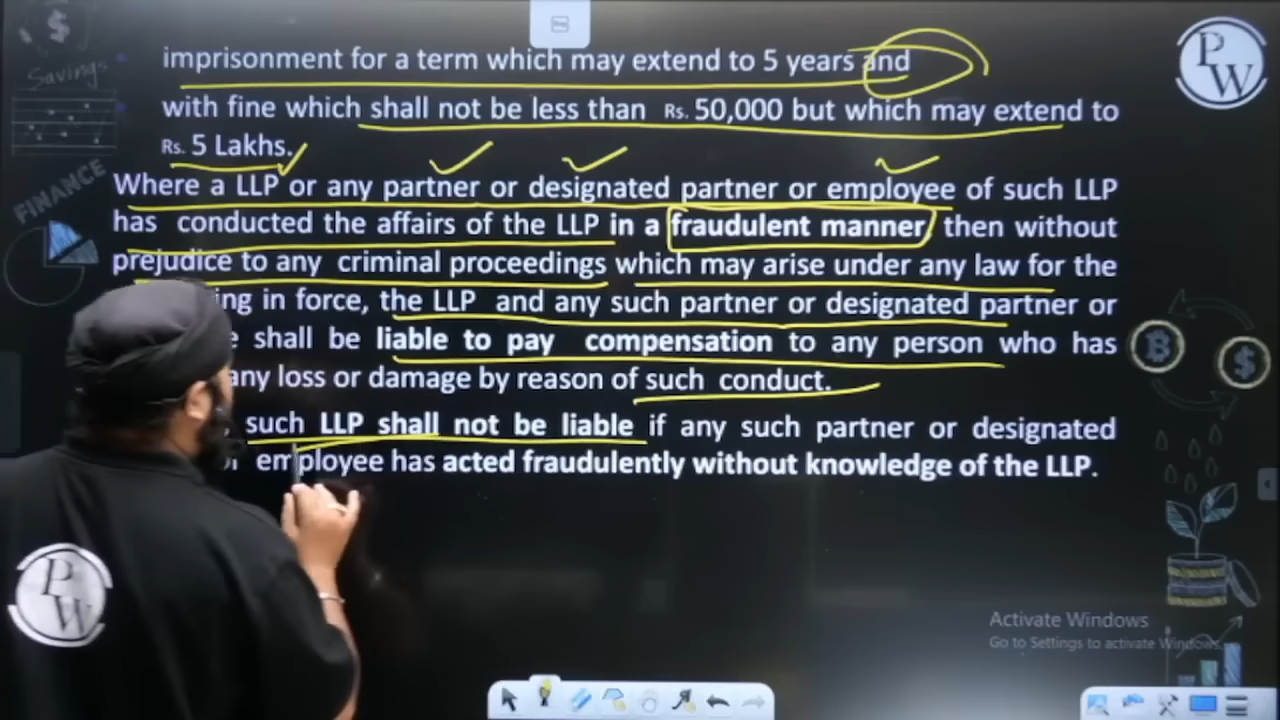 Savings
FINANCE
imprisonment for a term which may extend to 5 years and
with fine which shall not be less than Rs. 50,000 but which may extend to
Rs. 5 Lakhs.
Where a LLP or any partner or designated partner or employee of such LLP
has conducted the affairs of the LLP in a fraudulent manner, then without
prejudice to any criminal proceedings which may arise under any law for the
in force, the LLP and any such partner or designated partner or
shall be liable to pay compensation to any person who has
any loss or damage by reason of such conduct.
such LLP shall not be liable if any such partner or designated
employee has acted fraudulently without knowledge of the LLP.
P
W
P
W
Activate Windows
Go to Settings to activate Windows.